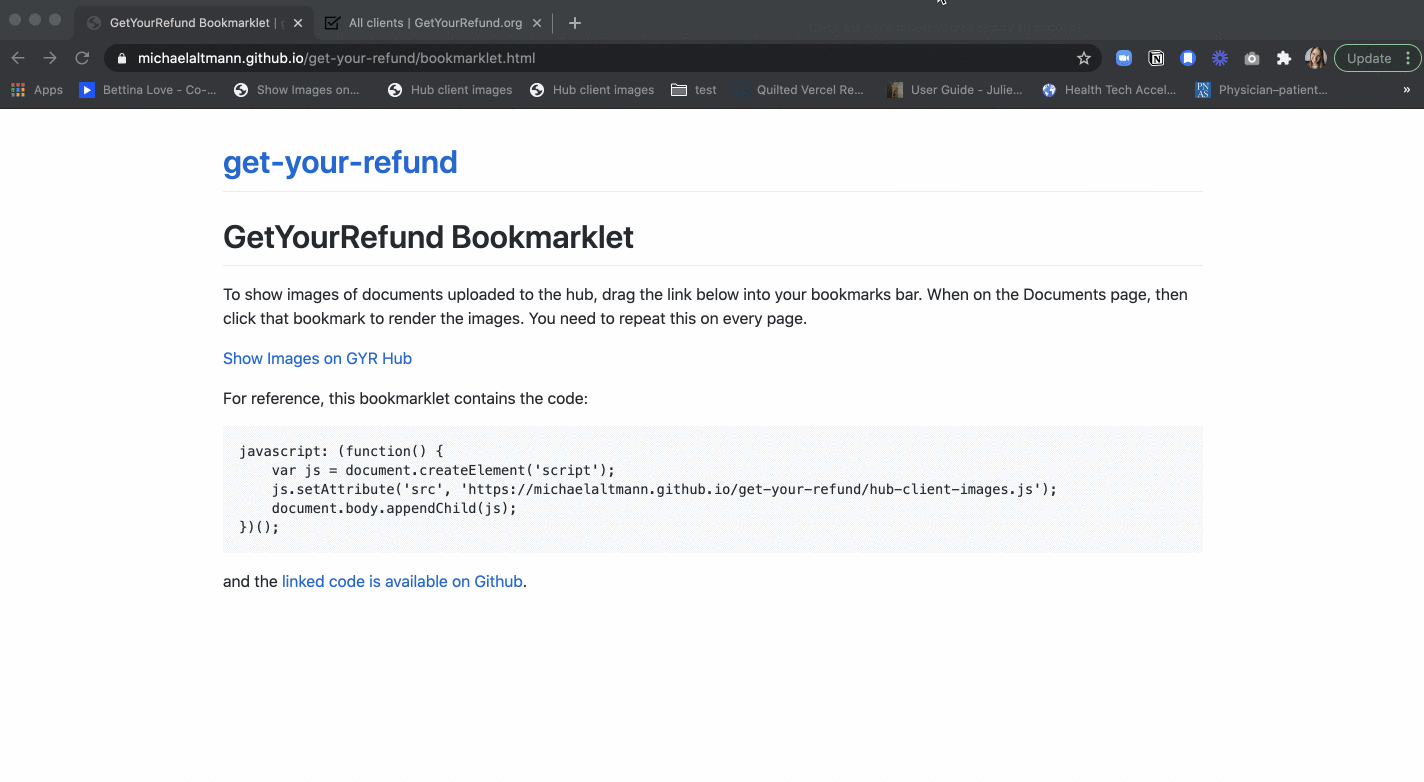 GetYourRefund Bookmarklet |
All clients | GetYourRefund.org
michaelaltmann.github.io/get-your-refund/bookmarklet.html
Update
Apps
Bettina Love - Co-...
Show Images on...
Hub client images
Hub client images
test
Quilted Vercel Re...
User Guide - Julie...
Health Tech Accel...
PN
AS
Physician–patient...
»
get-your-refund
GetYourRefund Bookmarklet
To show images of documents uploaded to the hub, drag the link below into your bookmarks bar. When on the Documents page, then
click that bookmark to render the images. You need to repeat this on every page.
Show Images on GYR Hub
For reference, this bookmarklet contains the code:
javascript: (function() {
    var js = document.createElement('script');
    js.setAttribute('src', 'https://michaelaltmann.github.io/get-your-refund/hub-client-images.js');
    document.body.appendChild(js);
})();
and the linked code is available on Github.